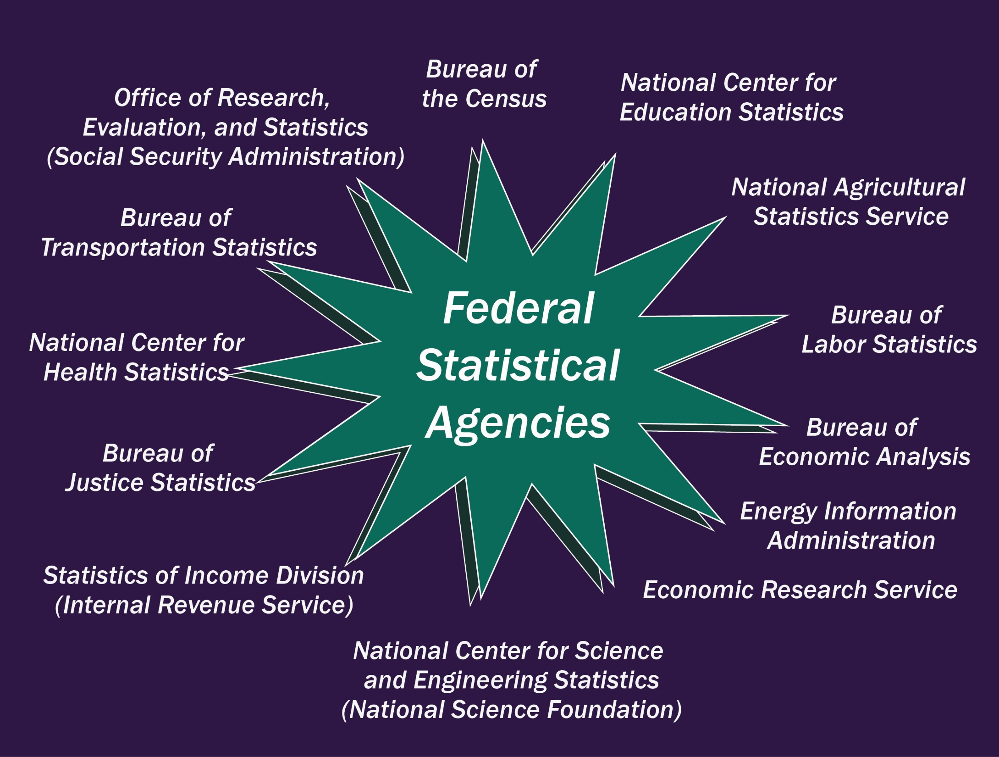 Bureau of
the Census
National Center for
Education Statistics
National Agricultural
Statistics Service
Bureau of
Labor Statistics
Bureau of
Economic Analysis
Energy Information
Administration
Economic Research Service
National Center for Science
and Engineering Statistics
(National Science Foundation)
Statistics of Income Division
(Internal Revenue Service)
Bureau of
Justice Statistics
National Center for
Health Statistics
Bureau of
Transportation Statistics
Office of Research,
Evaluation, and Statistics
(Social Security Administration)
Federal
Statistical
Agencies